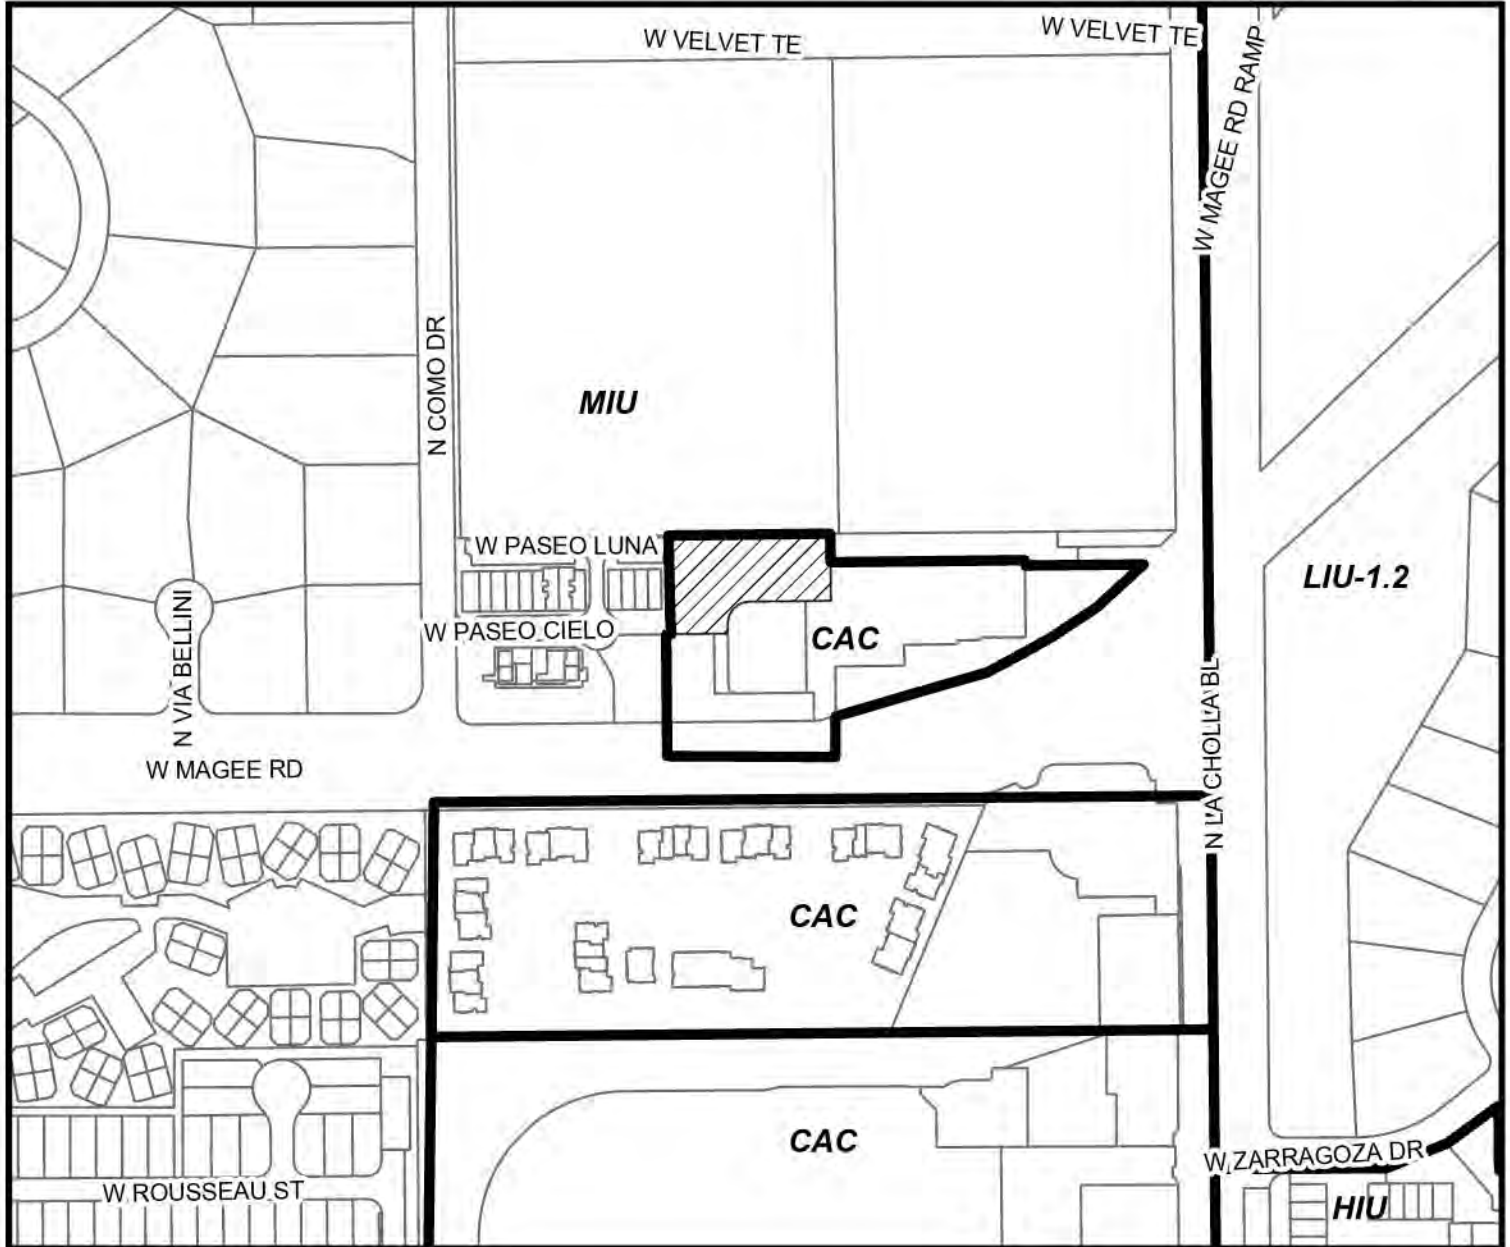 W VELVET TE
W VELVET TE
W MAGEE RD RAMP
N COMO DR
MIU
W PASEO LUNA
LIU-1.2
W PASEO CIELO
CAC
N VIA BELLINI
N LA CHOLLA BL
W MAGEE RD
CAC
CAC
W ZARRAGOZA DR
W ROUSSEAU ST
HIU